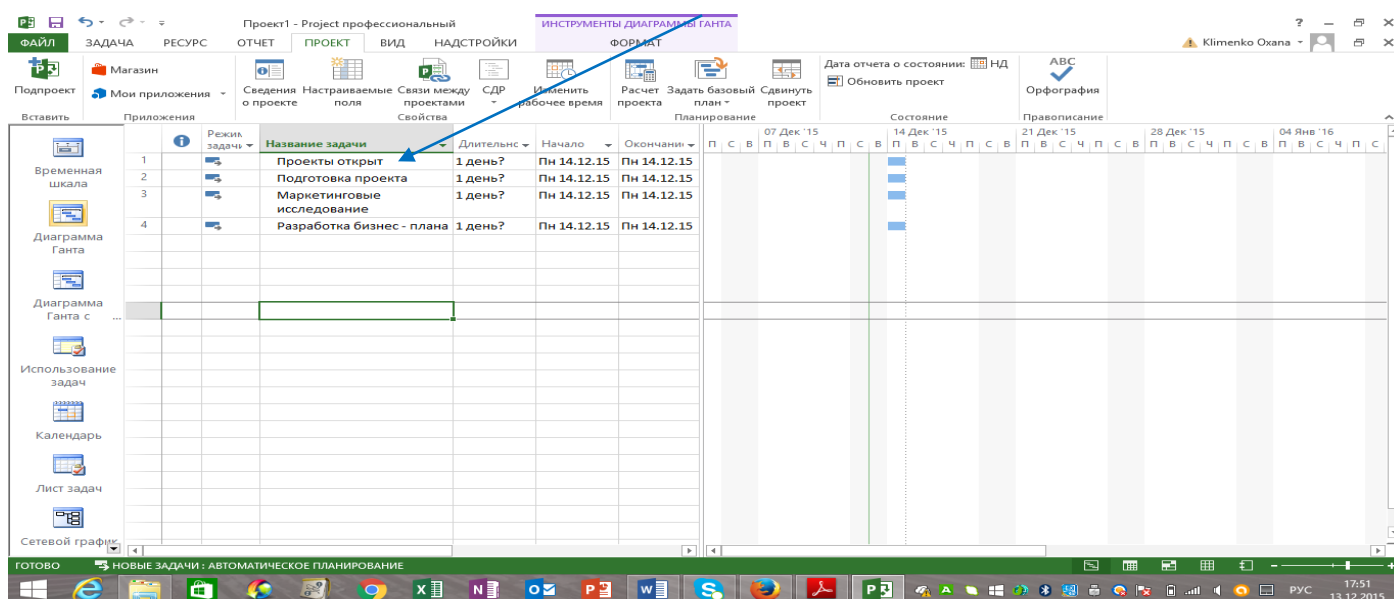 Проект1 - Project профессиональный
ИНСТРУМЕНТЫ ДИАГРАММЫ ГАНТА
?
ФАЙЛ ЗАДАЧА РЕСУРС ОТЧЕТ ПРОЕКТ ВИД НАДСТРОЙКИ ФОРМАТ
Klimenko Oxana
Подпроект
Магазин
Мои приложения
Сведения о проекте
Настраиваемые поля
Связи между проектами
СДР
Изменить рабочее время
Расчет проекта
Задать базовый план
Сдвинуть проект
Дата отчета о состоянии: НД
Обновить проект
ABC
Орфография
Вставить Приложения Свойства Планирование Состояние Правописание
Временная шкала
Диаграмма Ганта
Диаграмма Ганта с ...
Использование задач
Календарь
Лист задач
Сетевой график
Режим задачи Название задачи Длительнс Начало Окончани
07 Дек '15 14 Дек '15 21 Дек '15 28 Дек '15 04 Янв '16
П С В П В С Ч П С В П В С Ч П С В П В С Ч П С В П В С Ч П С В П В С Ч П С
1 Проекты открыт 1 день? Пн 14.12.15 Пн 14.12.15
2 Подготовка проекта 1 день? Пн 14.12.15 Пн 14.12.15
3 Маркетинговые 1 день? Пн 14.12.15 Пн 14.12.15
исследование
4 Разработка бизнес - плана 1 день? Пн 14.12.15 Пн 14.12.15
ГОТОВО НОВЫЕ ЗАДАЧИ : АВТОМАТИЧЕСКОЕ ПЛАНИРОВАНИЕ
РУС
17:51
13.12.2015